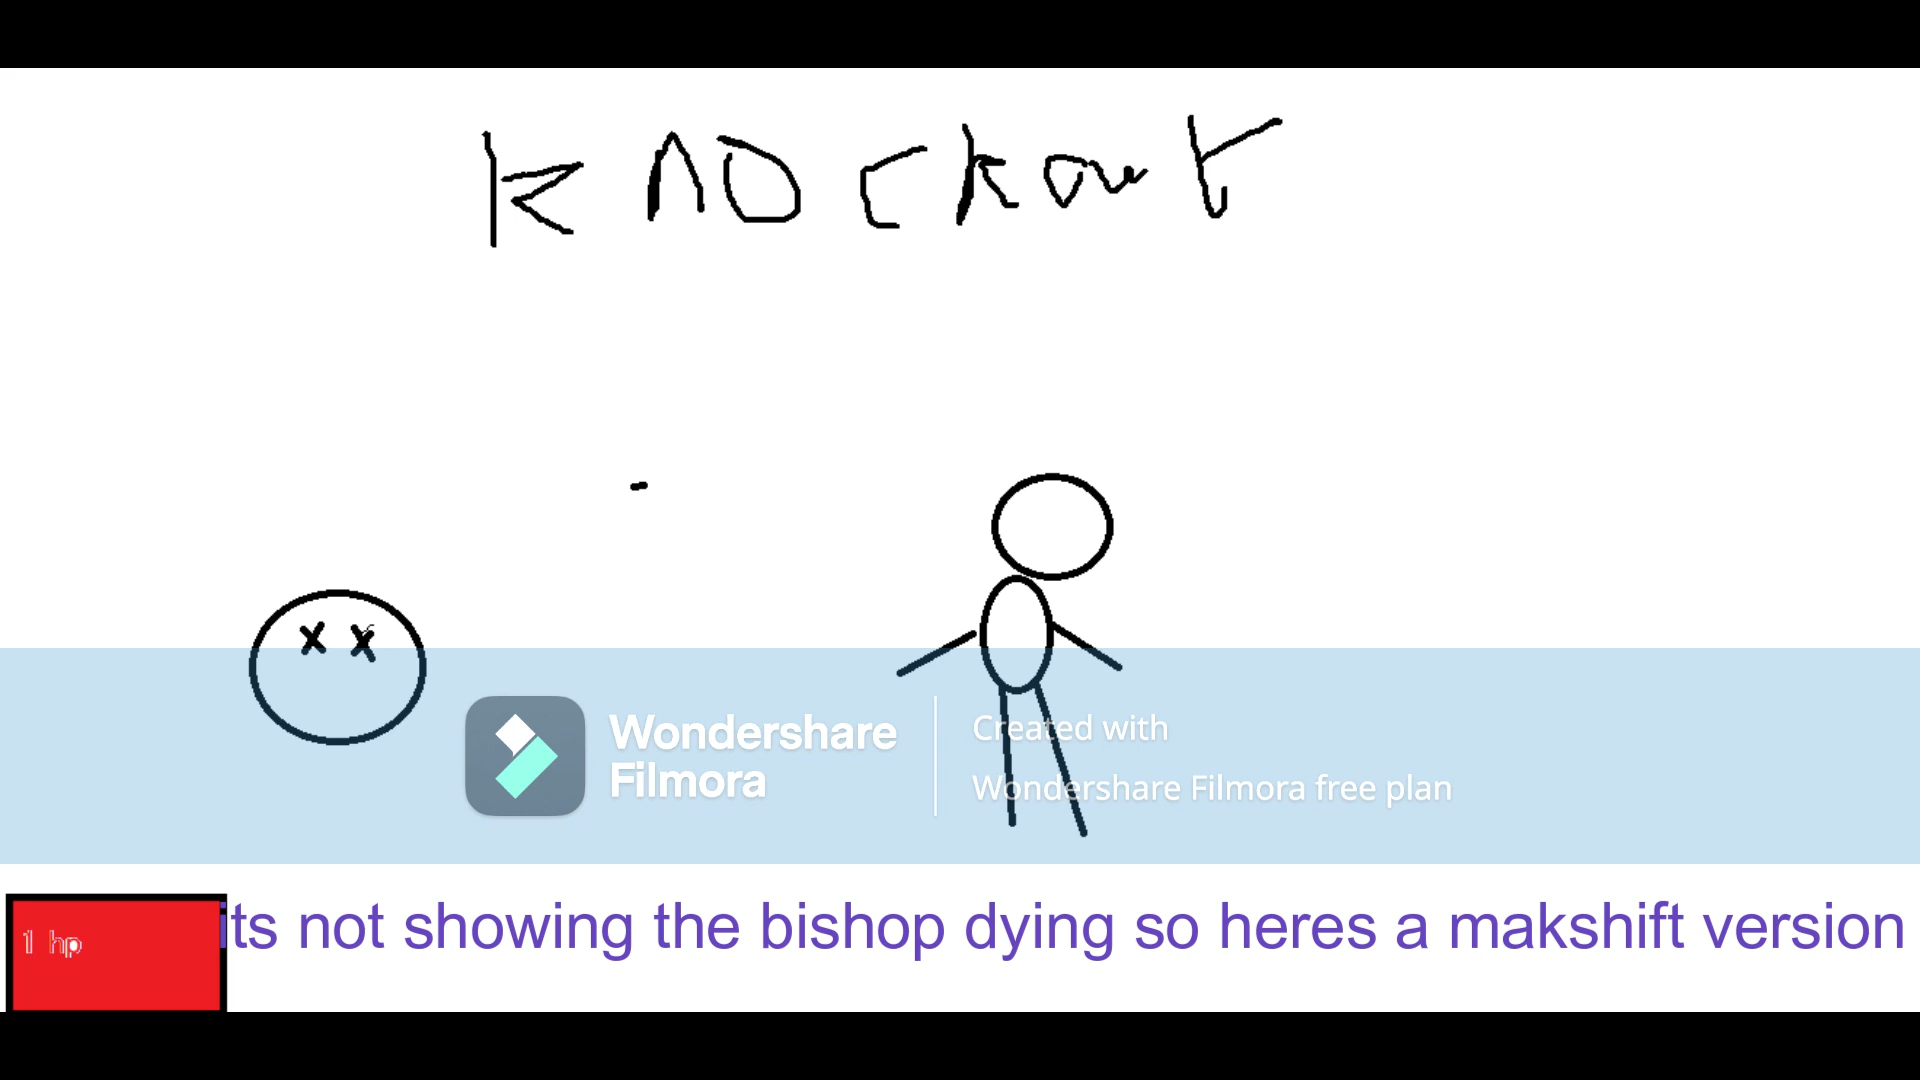 knockout
Wondershare
Filmora
Created with
Wondershare Filmora free plan
1 hp
ts not showing the bishop dying so heres a makshift version